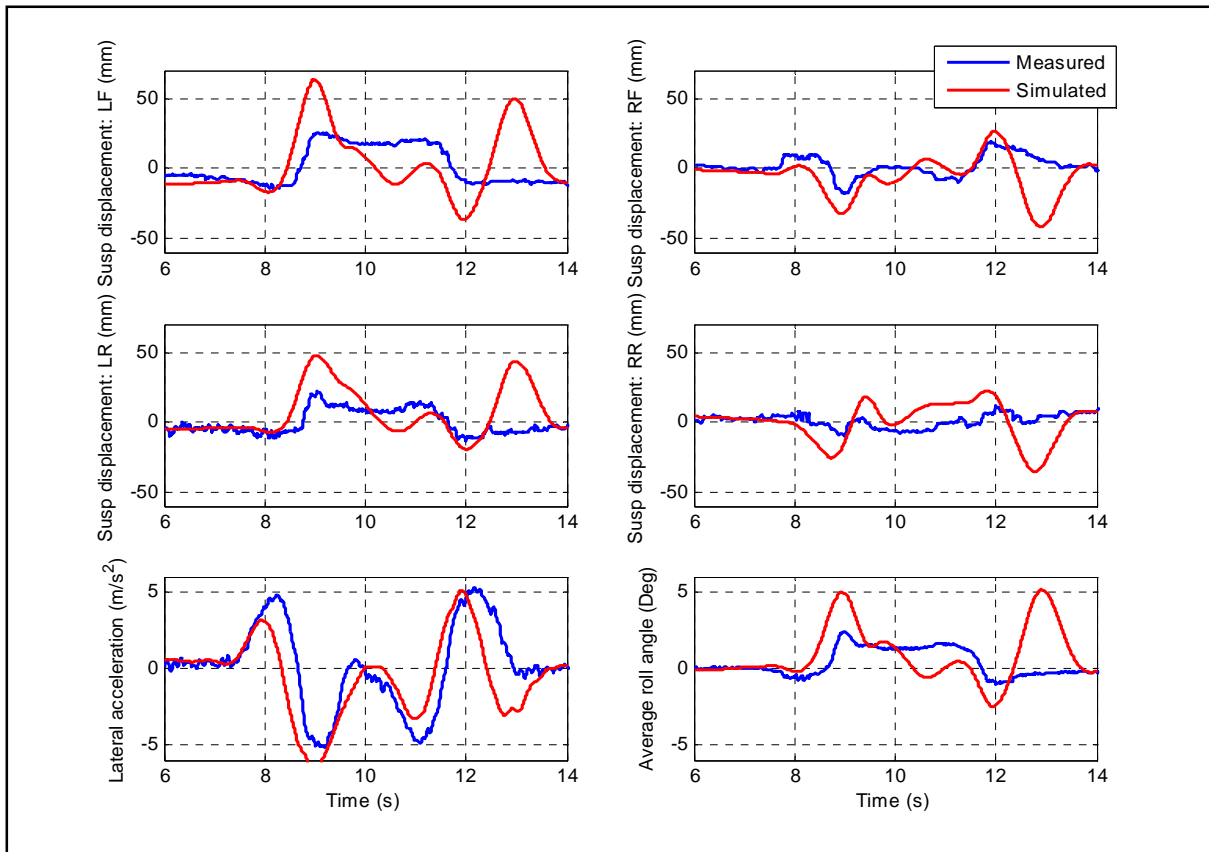 Measured
Simulated
Susp displacement: LF (mm)
50
0
-50
6 8 10 12 14
Susp displacement: RF (mm)
50
0
-50
6 8 10 12 14
Susp displacement: LR (mm)
50
0
-50
6 8 10 12 14
Susp displacement: RR (mm)
50
0
-50
6 8 10 12 14
Lateral acceleration (m/s²)
5
0
-5
6 8 10 12 14
Time (s)
Average roll angle (Deg)
5
0
-5
6 8 10 12 14
Time (s)